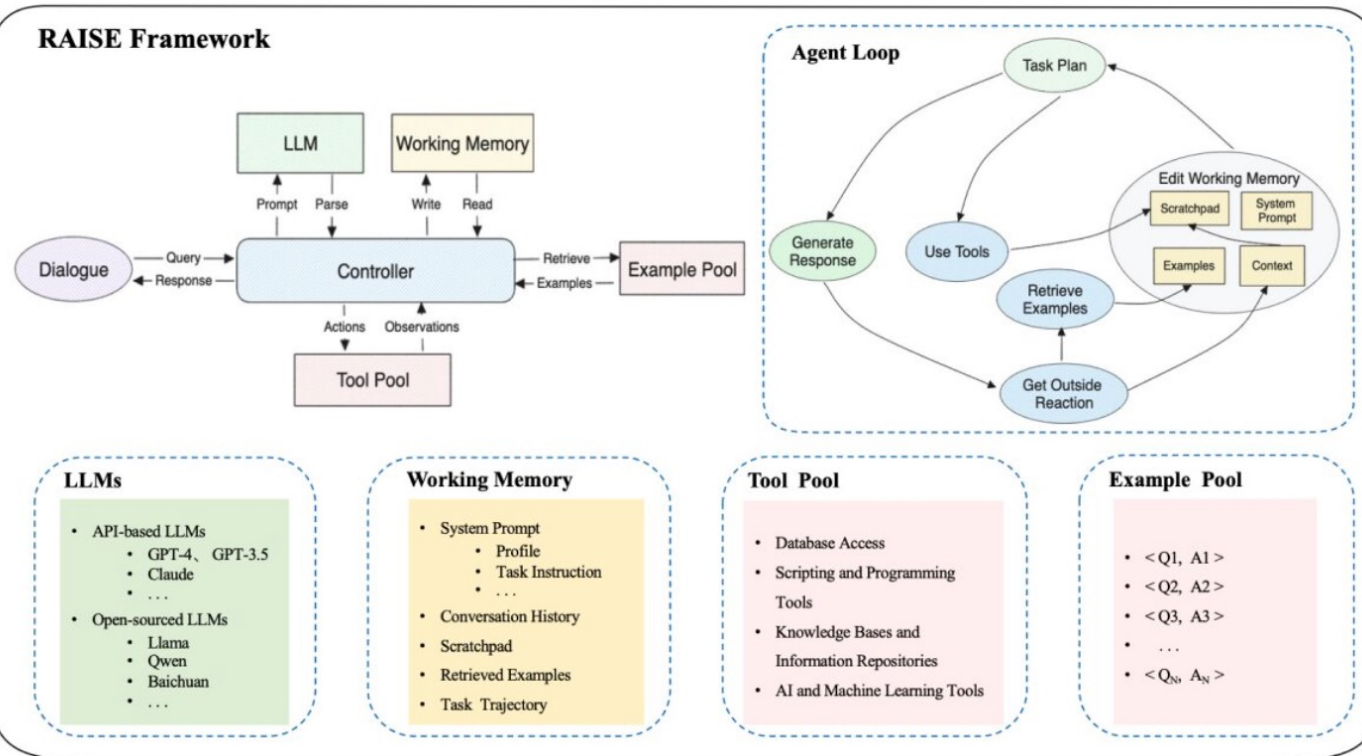 RAISE Framework
LLM
Working Memory
Prompt
Parse
Write
Read
Dialogue
Query
Response
Controller
Retrieve
Examples
Example Pool
Actions
Observations
Tool Pool
Agent Loop
Task Plan
Edit Working Memory
Scratchpad
System
Prompt
Generate
Response
Use Tools
Examples
Context
Retrieve
Examples
Get Outside
Reaction
LLMs
• API-based LLMs
• GPT-4、 GPT-3.5
• Claude
• . . .
• Open-sourced LLMs
• Llama
• Qwen
• Baichuan
• . . .
Working Memory
• System Prompt
• Profile
• Task Instruction
• . . .
• Conversation History
• Scratchpad
• Retrieved Examples
• Task Trajectory
Tool Pool
• Database Access
• Scripting and Programming
Tools
• Knowledge Bases and
Information Repositories
• AI and Machine Learning Tools
Example Pool
• < Q1, A1 >
• < Q2, A2 >
• < Q3, A3 >
• . . .
• < Q_N, A_N >